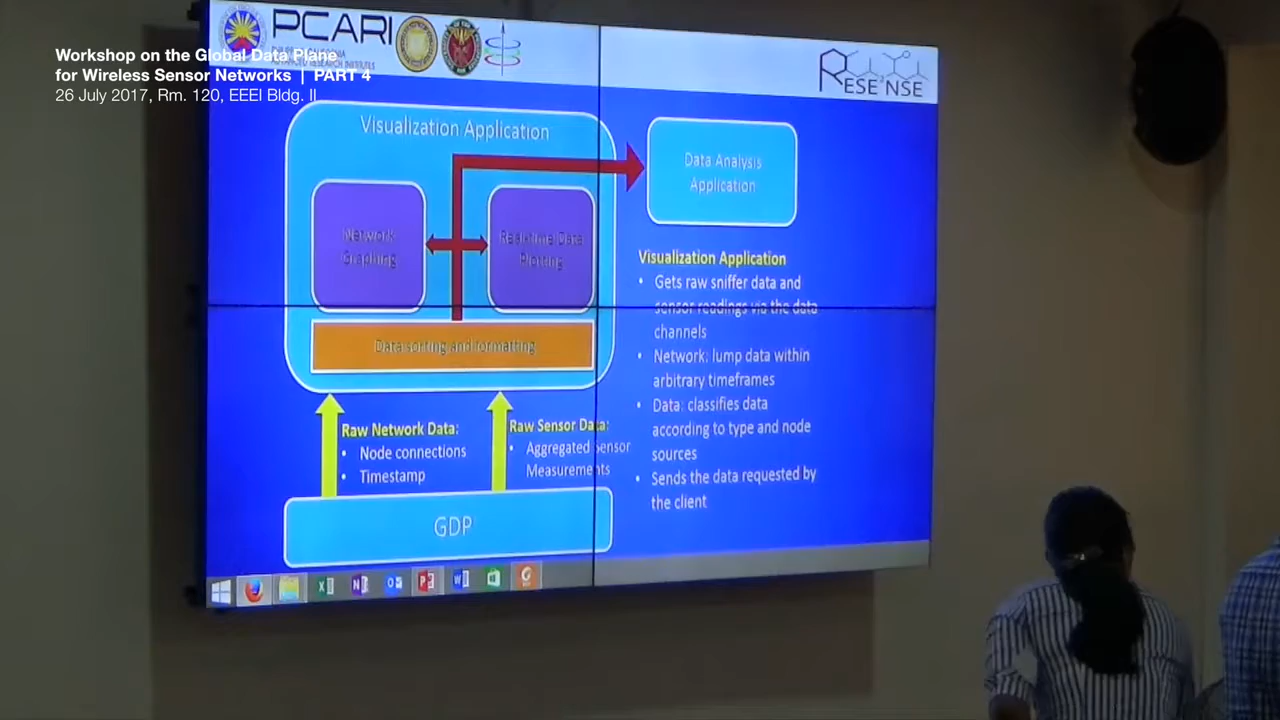 PCARI
Workshop on the Global Data Plane
for Wireless Sensor Networks | PART 4
26 July 2017, Rm. 120, EEEI Bldg. II
RESE2NSE
Visualization Application
Network
Graphing
Real-time Data
Plotting
Data sorting and formatting
Data Analysis
Application
Visualization Application
• Gets raw sniffer data and
sensor readings via the data
channels
• Network: lump data within
arbitrary timeframes
• Data: classifies data
according to type and node
sources
• Sends the data requested by
the client
Raw Network Data:
• Node connections
• Timestamp
Raw Sensor Data:
• Aggregated Sensor
Measurements
GDP